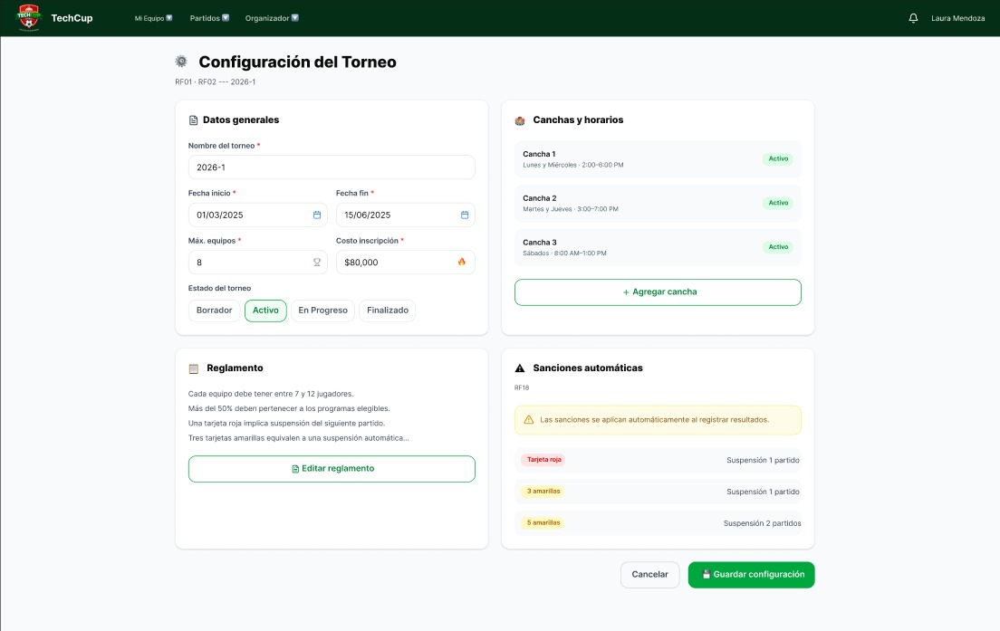 TECHCUP
TechCup
Mi Equipo
Partidos
Organizador
Laura Mendoza
Configuración del Torneo
RF01 · RF02 --- 2026-1
Datos generales
Nombre del torneo *
2026-1
Fecha inicio *
Fecha fin *
01/03/2025
15/06/2025
Máx. equipos *
Costo inscripción *
8
$80,000
Estado del torneo
Borrador
Activo
En Progreso
Finalizado
Canchas y horarios
Cancha 1
Lunes y Miércoles · 2:00–6:00 PM
Activo
Cancha 2
Martes y Jueves · 3:00–7:00 PM
Activo
Cancha 3
Sábados · 8:00 AM–1:00 PM
Activo
+ Agregar cancha
Reglamento
Cada equipo debe tener entre 7 y 12 jugadores.
Más del 50% deben pertenecer a los programas elegibles.
Una tarjeta roja implica suspensión del siguiente partido.
Tres tarjetas amarillas equivalen a una suspensión automática...
Editar reglamento
Sanciones automáticas
RF18
Las sanciones se aplican automáticamente al registrar resultados.
Tarjeta roja
Suspensión 1 partido
3 amarillas
Suspensión 1 partido
5 amarillas
Suspensión 2 partidos
Cancelar
Guardar configuración